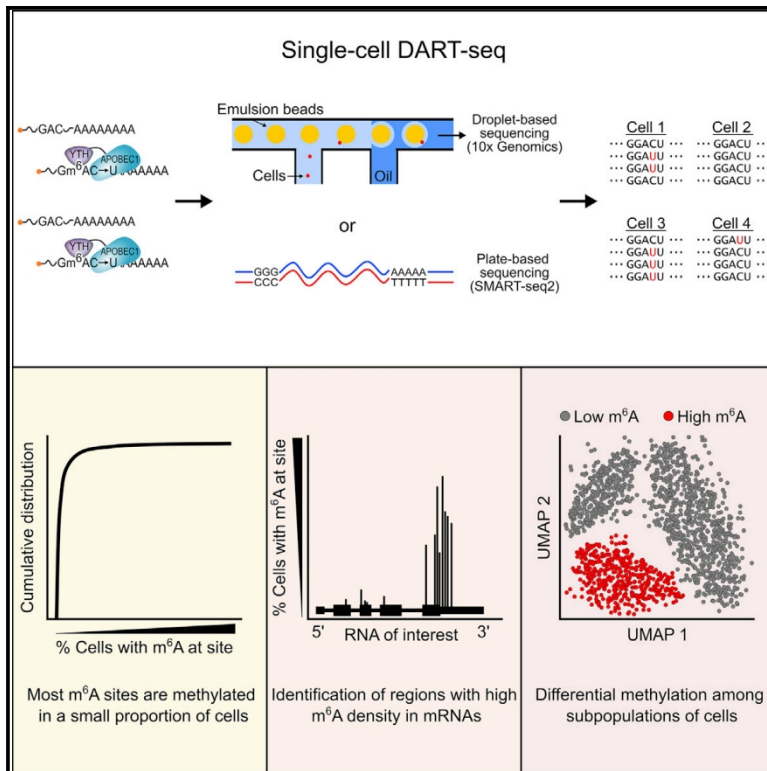 Single-cell DART-seq
GAC AAAAAAAA
YTH
APOBEC1
Gm⁶AC→U AAAAAA
GAC AAAAAAAA
YTH
APOBEC1
Gm⁶AC→U AAAAAA
Emulsion beads
Cells
Oil
Droplet-based
sequencing
(10x Genomics)
or
GGG AAAAA
CCC TTTTT
Plate-based
sequencing
(SMART-seq2)
Cell 1
··· GGACU ···
··· GGAUU ···
··· GGAUU ···
··· GGACU ···
Cell 2
GGACU ···
GGACU ···
GGACU ···
GGACU ···
Cell 3
··· GGACU ···
··· GGAUU ···
··· GGAUU ···
··· GGAUU ···
Cell 4
··· GGAUU ···
GGACU ···
GGACU ···
GGACU ···
Cumulative distribution
% Cells with m⁶A at site
Most m⁶A sites are methylated
in a small proportion of cells
% Cells with m⁶A at site
5' 3'
RNA of interest
Identification of regions with high
m⁶A density in mRNAs
Low m⁶A High m⁶A
UMAP 2
UMAP 1
Differential methylation among
subpopulations of cells